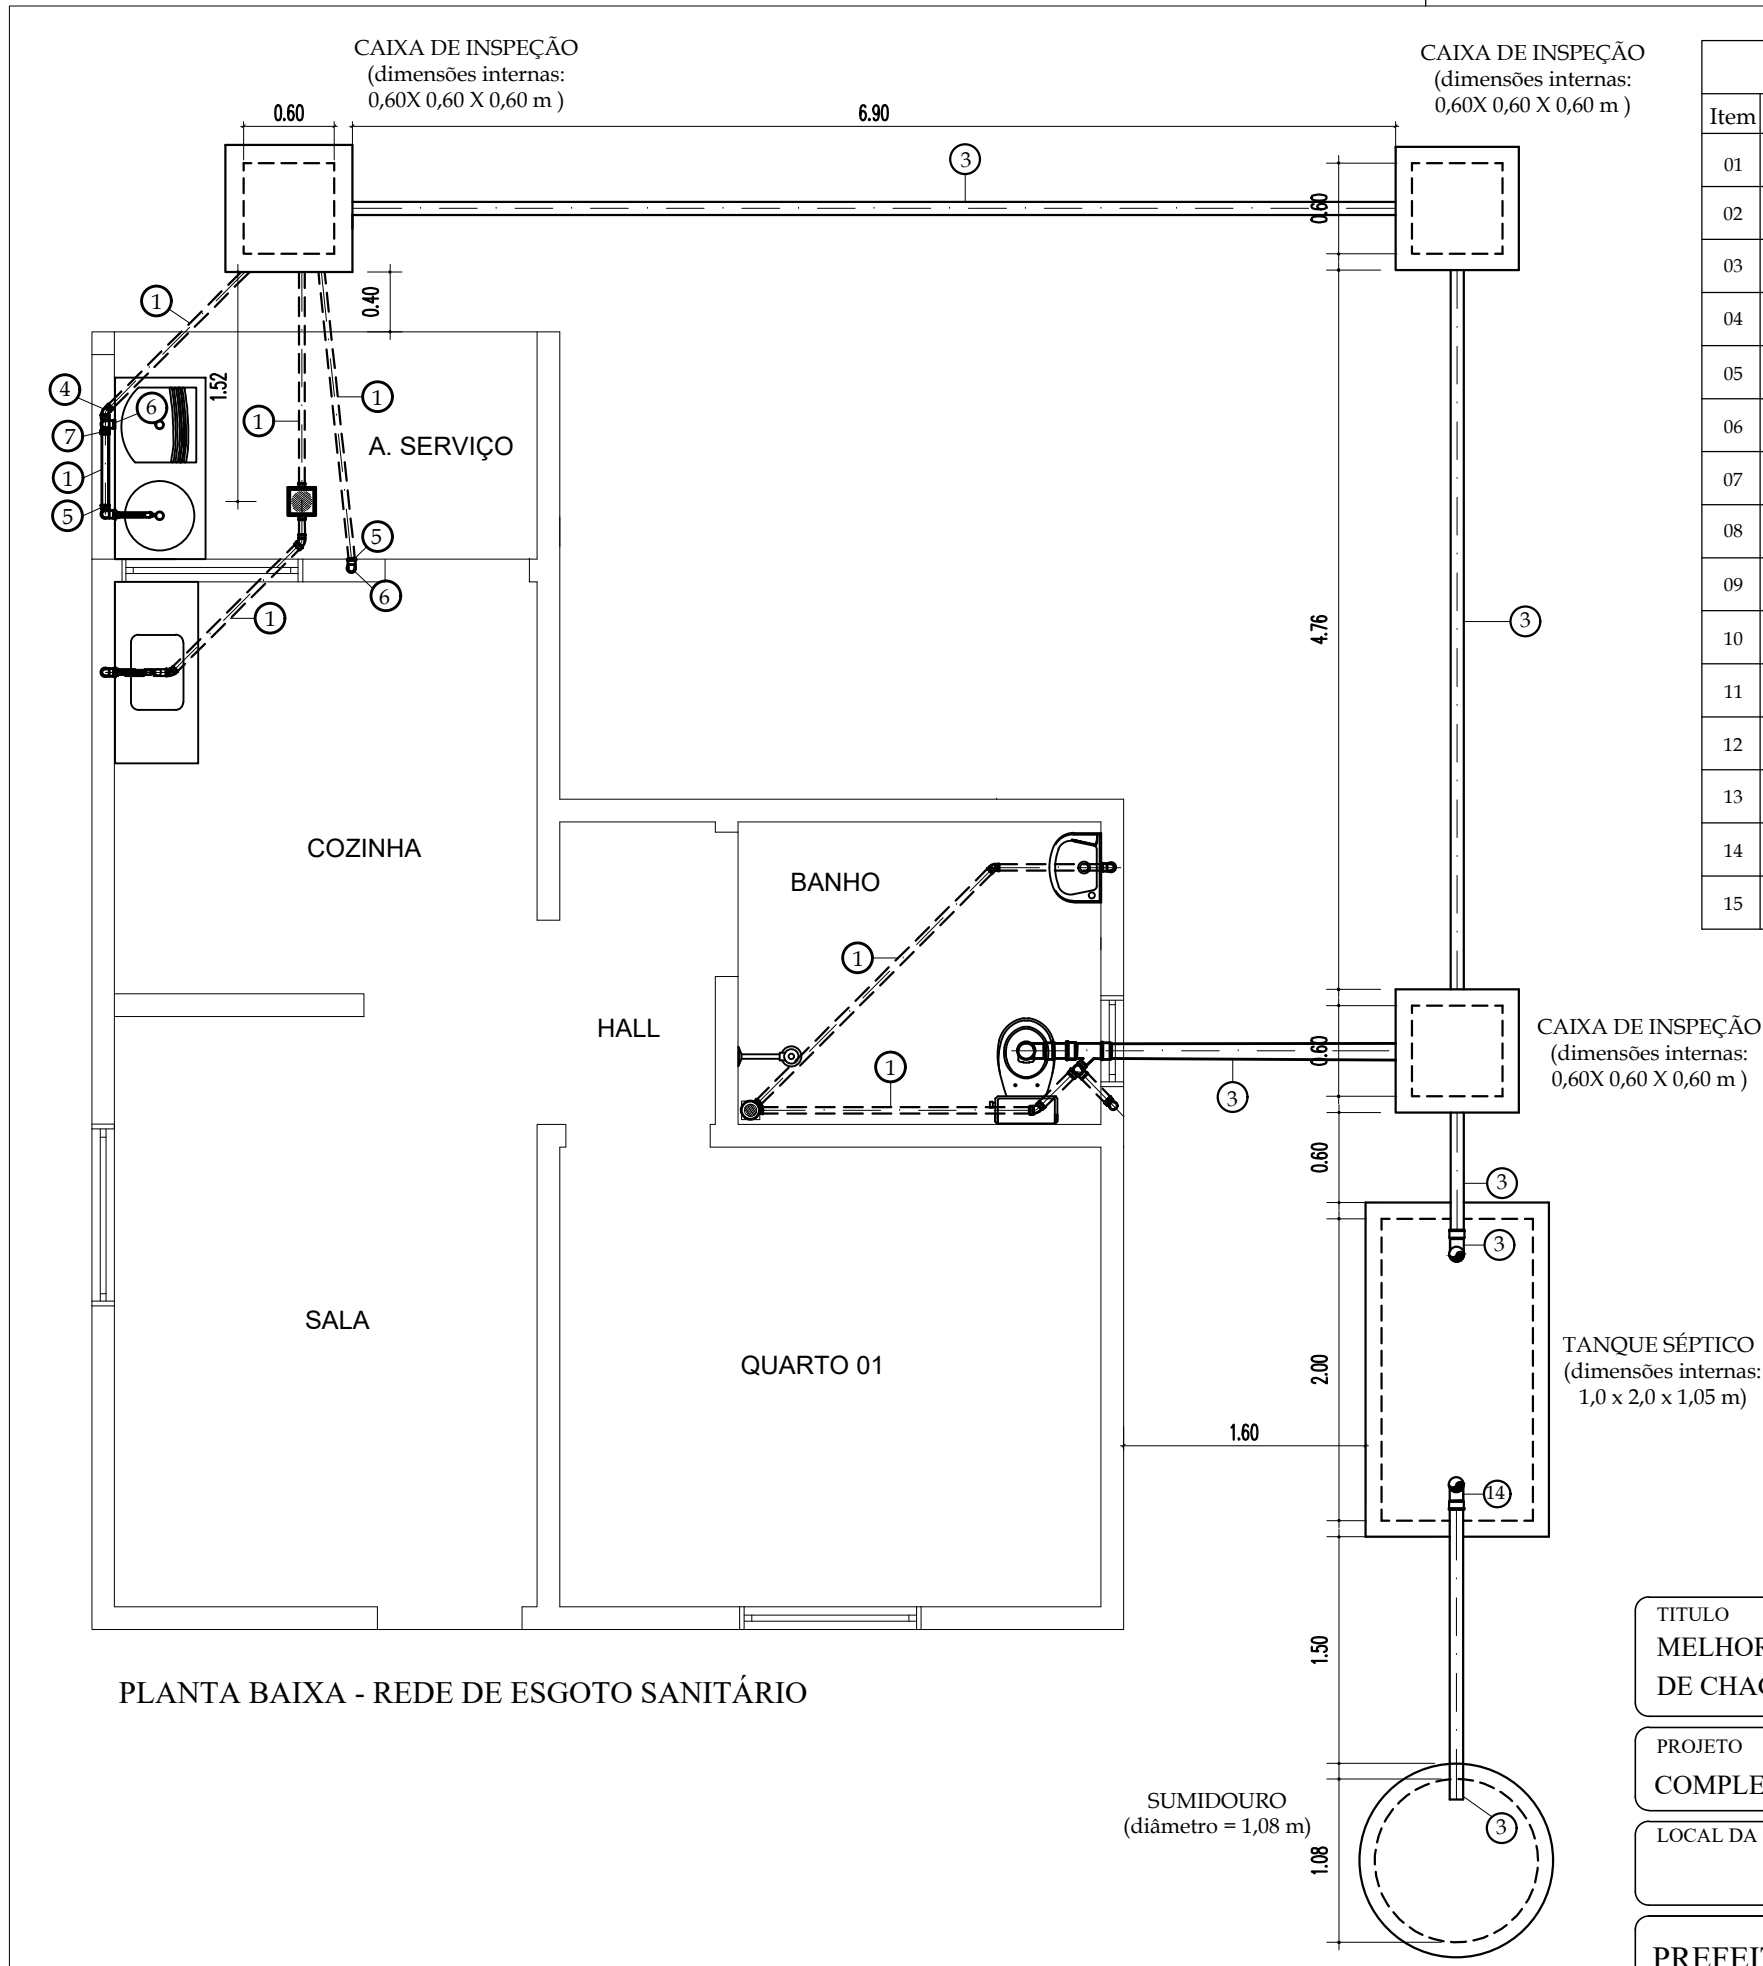 CAIXA DE INSPEÇÃO
(dimensões internas:
0,60X 0,60 X 0,60 m )
CAIXA DE INSPEÇÃO
(dimensões internas:
0,60X 0,60 X 0,60 m )
0.60
6.90
3
0.60
1
0.40
1.52
4
6
1
1
7
A. SERVIÇO
1
5
5
6
1
4.76
3
COZINHA
BANHO
1
HALL
0.60
1
3
CAIXA DE INSPEÇÃO
(dimensões internas:
0,60X 0,60 X 0,60 m )
0.60
3
3
SALA
QUARTO 01
2.00
TANQUE SÉPTICO
(dimensões internas:
1,0 x 2,0 x 1,05 m)
1.60
14
1.50
PLANTA BAIXA - REDE DE ESGOTO SANITÁRIO
SUMIDOURO
(diâmetro = 1,08 m)
3
1.08
Item
01
02
03
04
05
06
07
08
09
10
11
12
13
14
15
TITULO
MELHOR
DE CHAG
PROJETO
COMPLE
LOCAL DA
PREFEIT